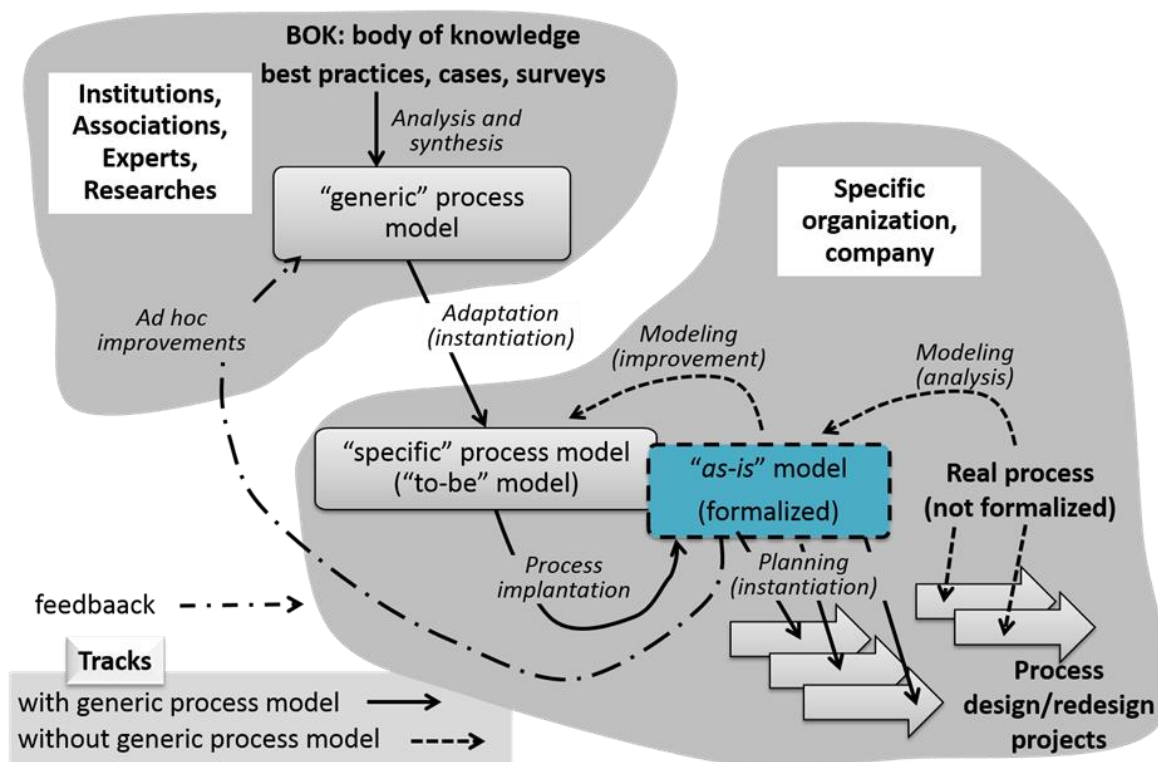 BOK: body of knowledge
best practices, cases, surveys
Institutions,
Associations,
Experts,
Researches
Analysis and
synthesis
“generic” process
model
Specific
organization,
company
Ad hoc
improvements
Adaptation
(instantiation)
Modeling
(improvement)
Modeling
(analysis)
“specific” process model
(“to-be” model)
“as-is” model
(formalized)
Real process
(not formalized)
Process
implantation
Planning
(instantiation)
feedbaack
Tracks
with generic process model
without generic process model
Process
design/redesign
projects